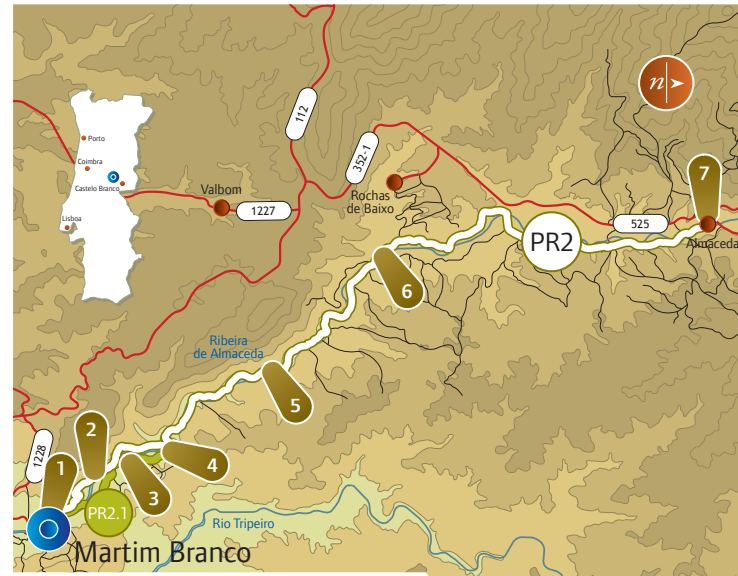 112
n
Porto
352-1
Coimbra
7
Castelo Branco
Valbom
Rochas
de Baixo
1227
525
Lisboa
PR2
Almaceda
6
Ribeira
de Almaceda
5
2
1228
4
1
3
PR2.1
Rio Tripeiro
Martim Branco